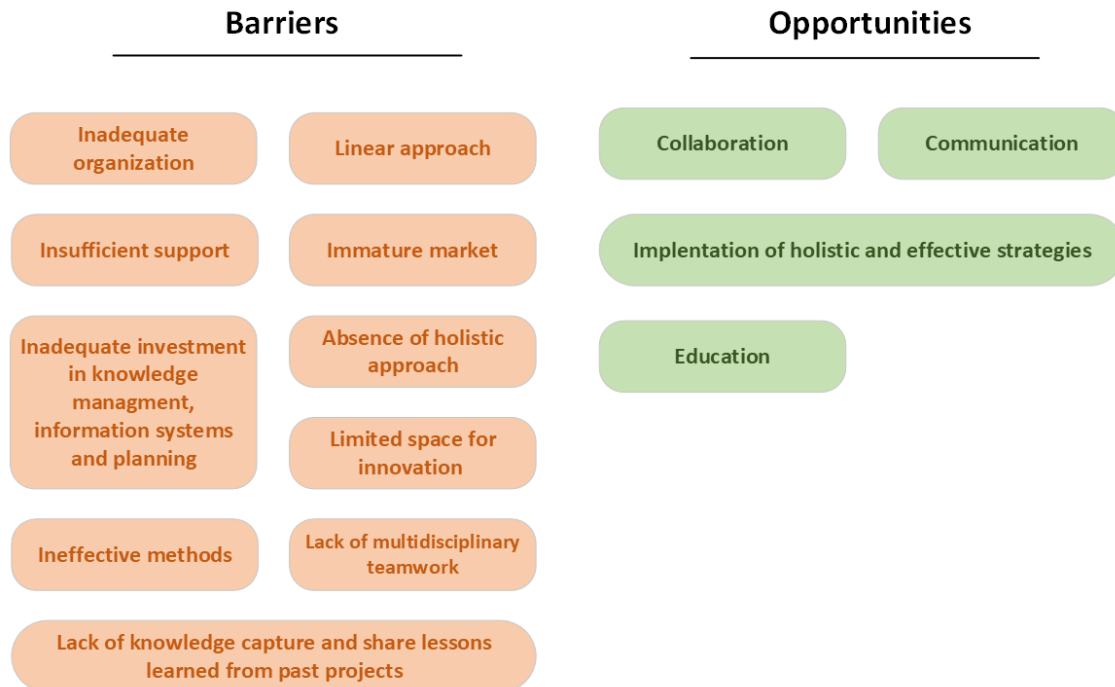 Barriers
Opportunities
Inadequate
organization
Linear approach
Collaboration
Communication
Insufficient support
Immature market
Implentation of holistic and effective strategies
Inadequate investment
in knowledge
managment,
information systems
and planning
Absence of holistic
approach
Education
Limited space for
innovation
Ineffective methods
Lack of multidisciplinary
teamwork
Lack of knowledge capture and share lessons
learned from past projects